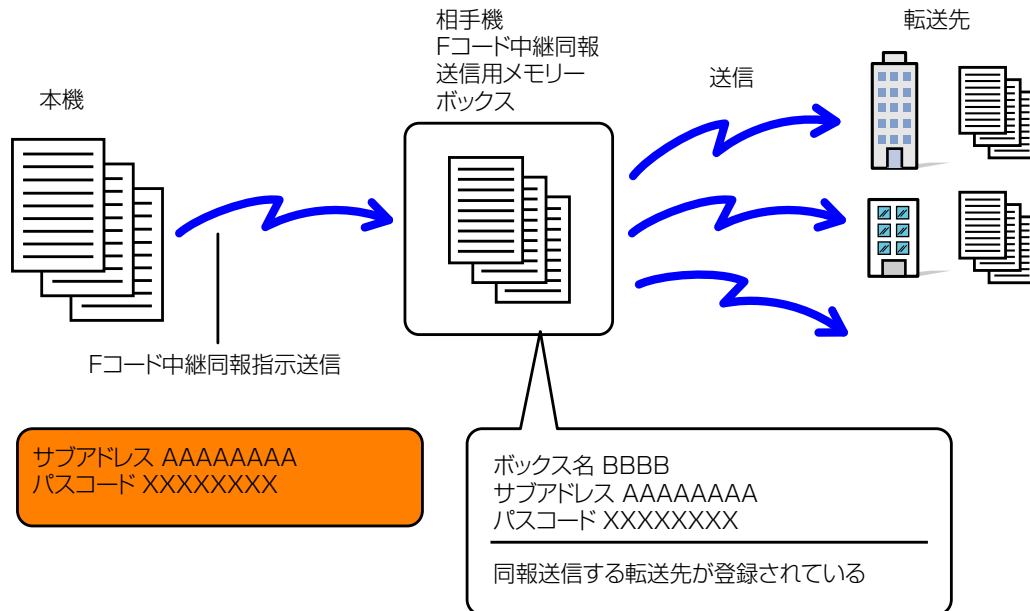 本機
相手機
Fコード中継同報
送信用メモリー
ボックス
送信
転送先
Fコード中継同報指示送信
サブアドレス AAAAAAAA
パスコード XXXXXXXX
ボックス名 BBBB
サブアドレス AAAAAAAA
パスコード XXXXXXXX
同報送信する転送先が登録されている